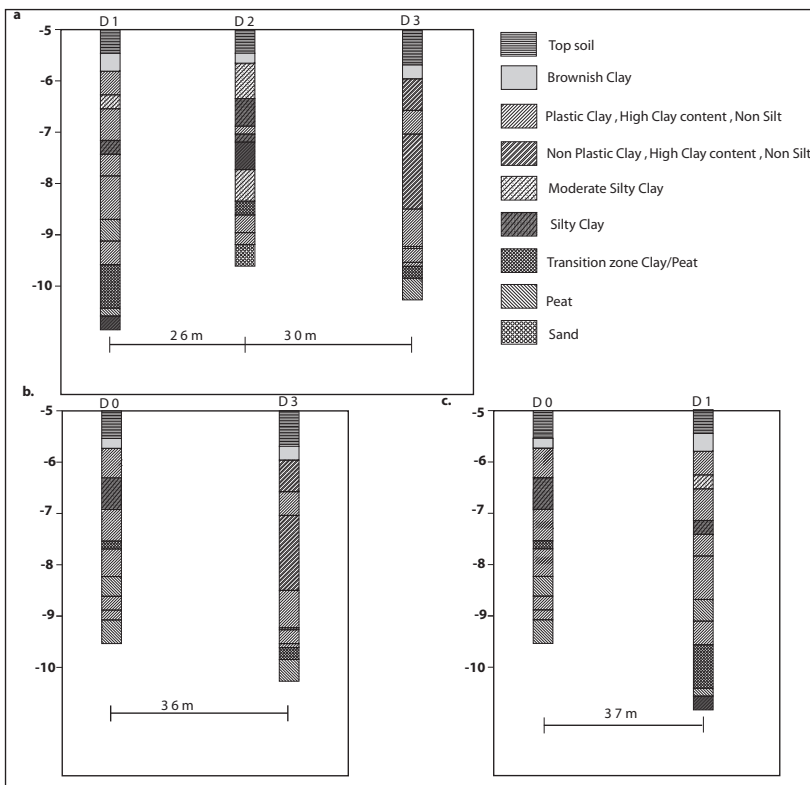 a
D 1
D 2
D 3
-5
-6
-7
-8
-9
-10
2 6 m
3 0 m
Top soil
Brownish Clay
Plastic Clay , High Clay content , Non Silt
Non Plastic Clay , High Clay content , Non Silt
Moderate Silty Clay
Silty Clay
Transition zone Clay/Peat
Peat
Sand
b.
D 0
D 3
-5
-6
-7
-8
-9
-10
3 6 m
c.
D 0
D 1
-5
-6
-7
-8
-9
-10
3 7 m